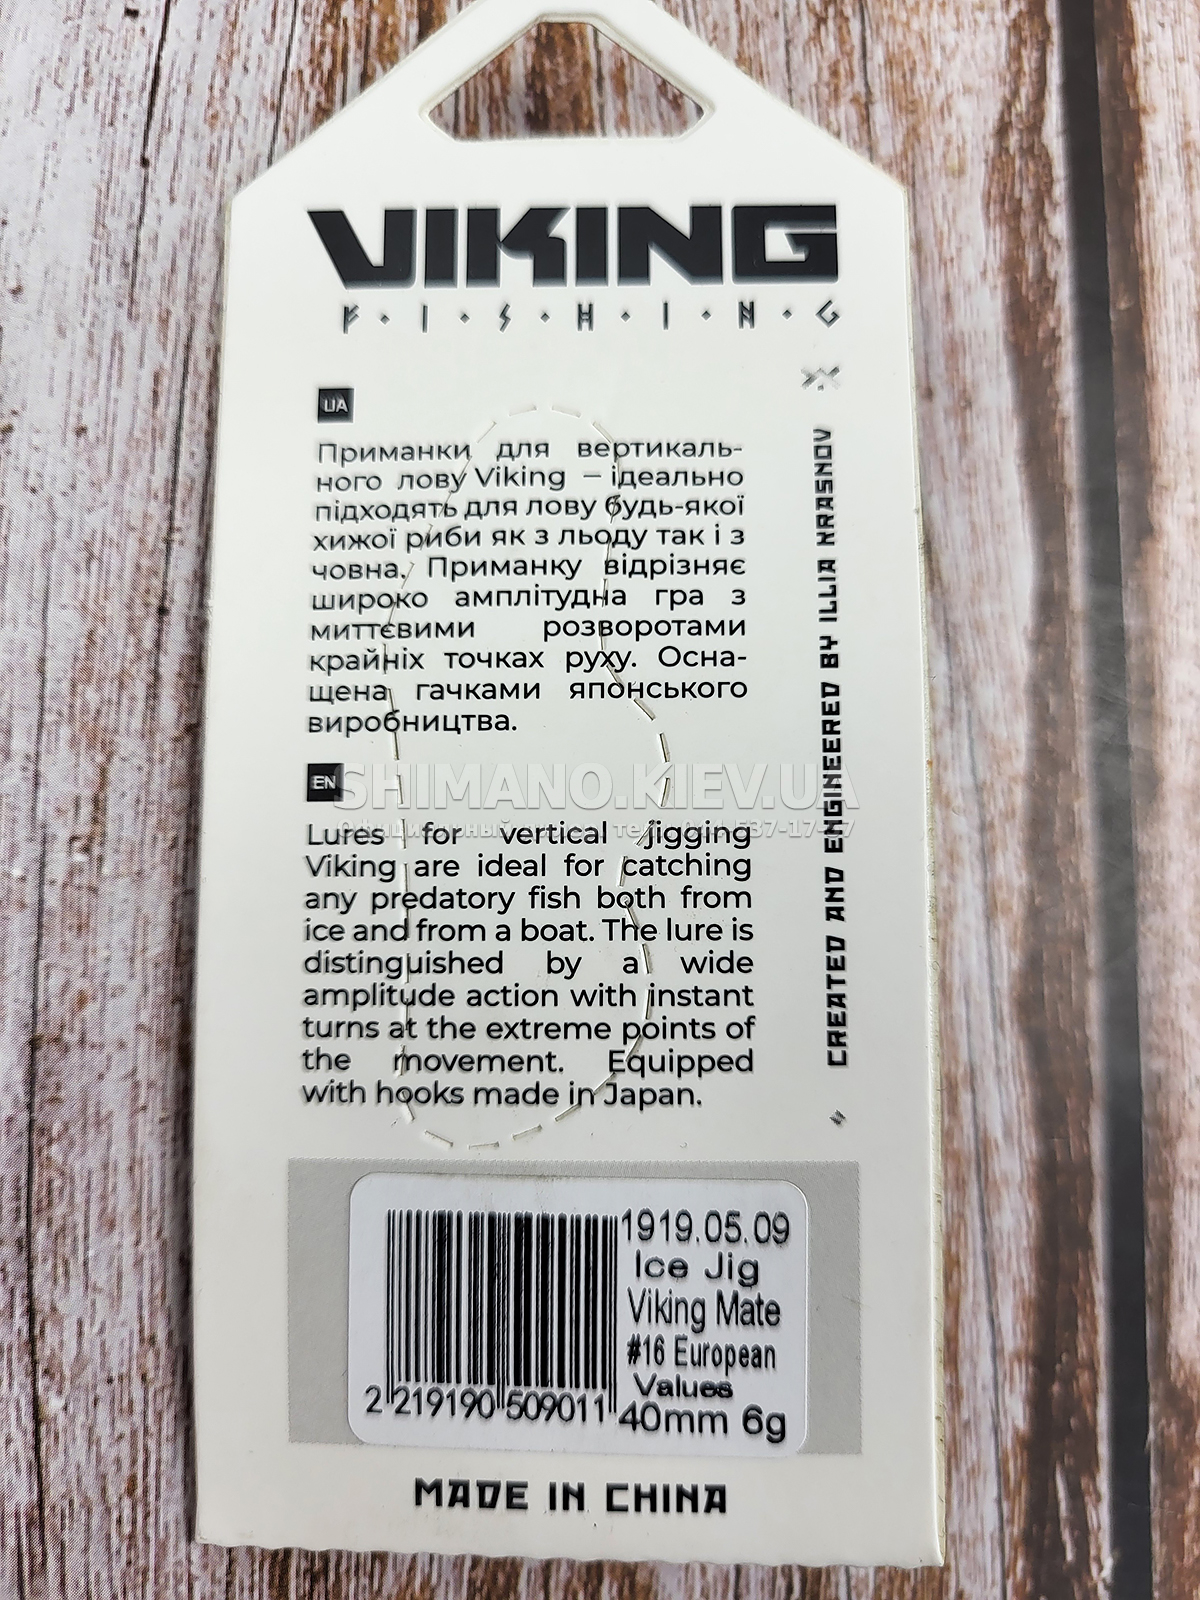 VIKING
F·I·S·H·I·N·G
UA
Приманки для вертикаль-
ного лову Viking – ідеально
підходять для лову будь-якої
хижої риби як з льоду так і з
човна. Приманку відрізняє
широко амплітудна гра з
миттєвими розворотами
крайніх точках руху. Осна-
щена гачками японського
виробництва.
EN
Lures for vertical jigging
Viking are ideal for catching
any predatory fish both from
ice and from a boat. The lure is
distinguished by a wide
amplitude action with instant
turns at the extreme points of
the movement. Equipped
with hooks made in Japan.
CREATED AND ENGINEERED BY ILLIA KRASNOV
SHIMANO.KIEV.UA
1919.05.09
Ice Jig
Viking Mate
#16 European
Values
40mm 6g
2 219190 509011
MADE IN CHINA